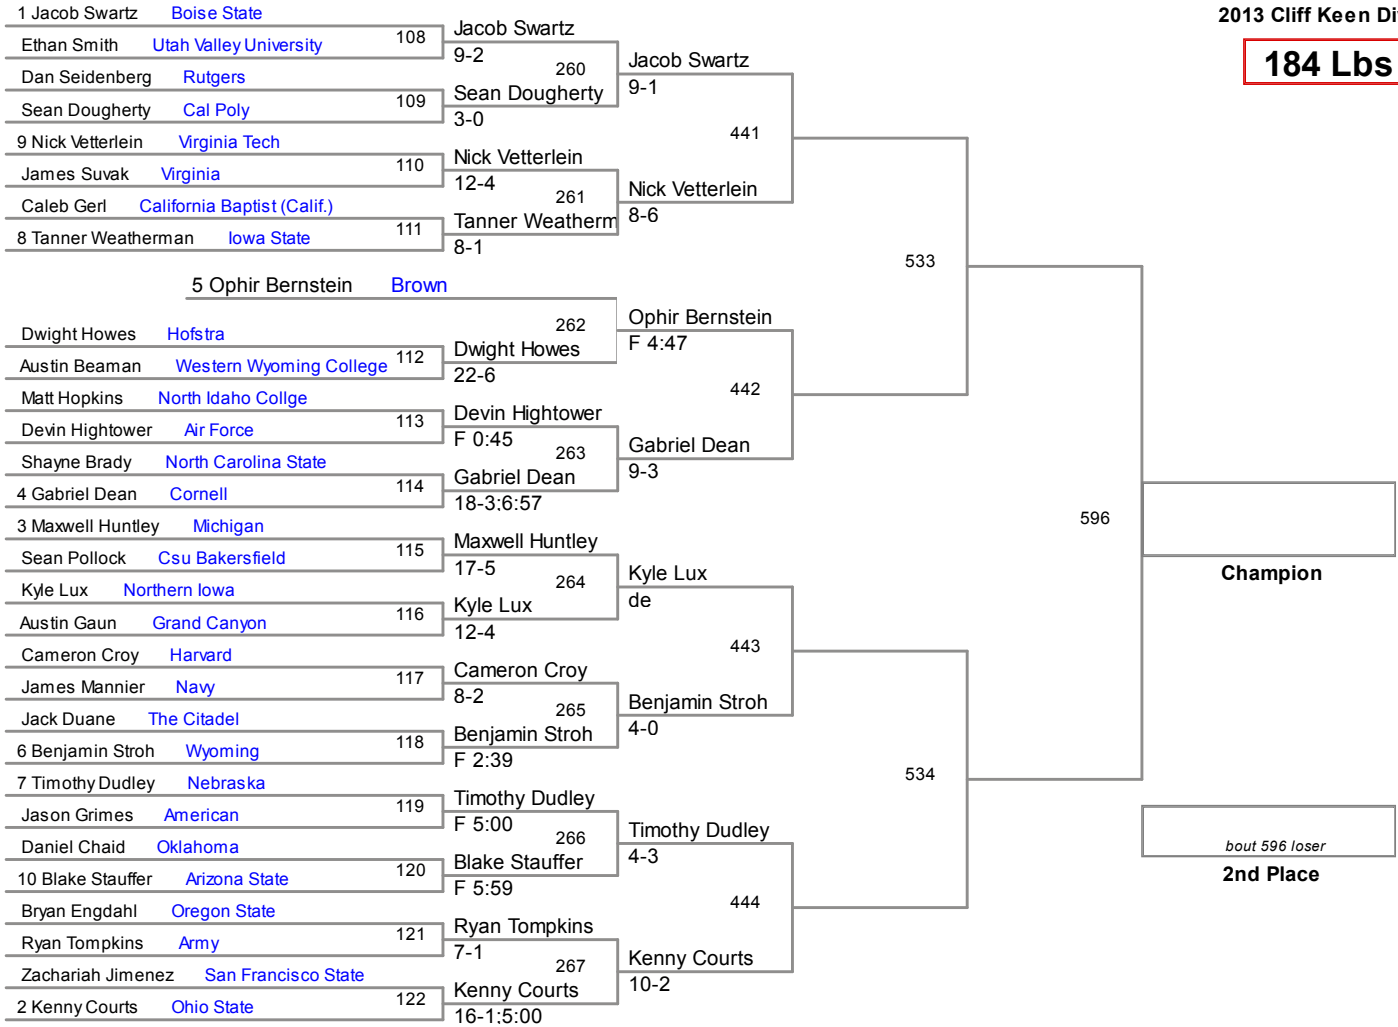 2013 Cliff Keen Di
184 Lbs
1 Jacob Swartz Boise State
Ethan Smith Utah Valley University
Dan Seidenberg Rutgers
Sean Dougherty Cal Poly
9 Nick Vetterlein Virginia Tech
James Suvak Virginia
Caleb Gerl California Baptist (Calif.)
8 Tanner Weatherman Iowa State
5 Ophir Bernstein Brown
Dwight Howes Hofstra
Austin Beaman Western Wyoming College
Matt Hopkins North Idaho Collge
Devin Hightower Air Force
Shayne Brady North Carolina State
4 Gabriel Dean Cornell
3 Maxwell Huntley Michigan
Sean Pollock Csu Bakersfield
Kyle Lux Northern Iowa
Austin Gaun Grand Canyon
Cameron Croy Harvard
James Mannier Navy
Jack Duane The Citadel
6 Benjamin Stroh Wyoming
7 Timothy Dudley Nebraska
Jason Grimes American
Daniel Chaid Oklahoma
10 Blake Stauffer Arizona State
Bryan Engdahl Oregon State
Ryan Tompkins Army
Zachariah Jimenez San Francisco State
2 Kenny Courts Ohio State
108
109
110
111
112
113
114
115
116
117
118
119
120
121
122
Jacob Swartz
9-2
260
Sean Dougherty
3-0
Nick Vetterlein
12-4
261
Tanner Weatherm
8-1
262
Dwight Howes
22-6
Devin Hightower
F 0:45
263
Gabriel Dean
18-3;6:57
Maxwell Huntley
17-5
264
Kyle Lux
12-4
Cameron Croy
8-2
265
Benjamin Stroh
F 2:39
Timothy Dudley
F 5:00
266
Blake Stauffer
F 5:59
Ryan Tompkins
7-1
267
Kenny Courts
16-1;5:00
Jacob Swartz
9-1
441
Nick Vetterlein
8-6
Ophir Bernstein
F 4:47
442
Gabriel Dean
9-3
Kyle Lux
de
443
Benjamin Stroh
4-0
Timothy Dudley
4-3
444
Kenny Courts
10-2
533
534
596
Champion
bout 596 loser
2nd Place